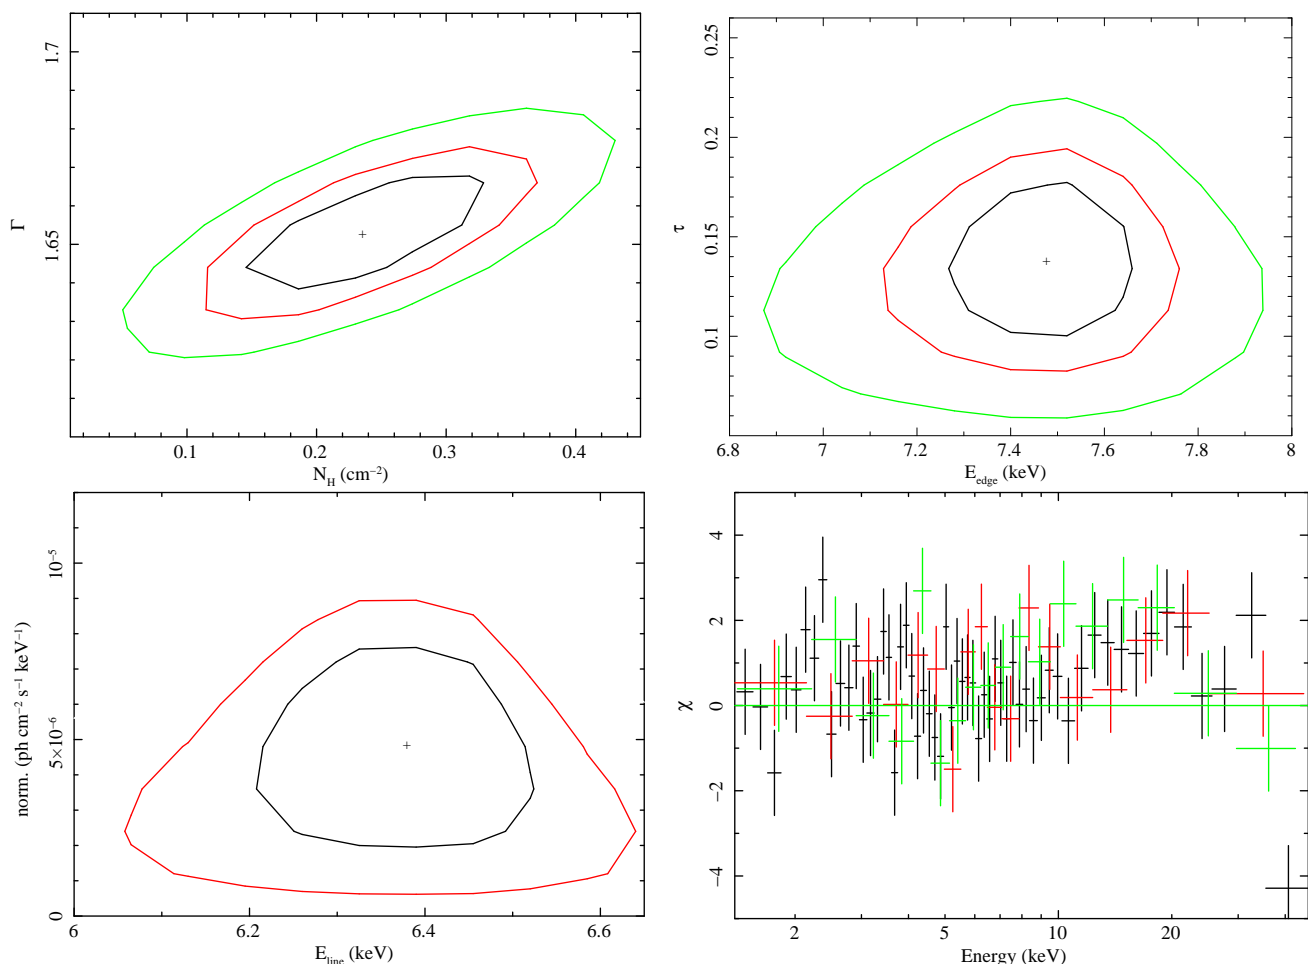 1.7
1.65
Γ
0.1 0.2 0.3 0.4
N_H (cm⁻²)
0.25
0.2
0.15
0.1
τ
6.8 7 7.2 7.4 7.6 7.8 8
E_edge (keV)
10⁻⁵
5×10⁻⁶
0
norm. (ph cm⁻² s⁻¹ keV⁻¹)
6 6.2 6.4 6.6
E_line (keV)
4
2
0
−2
−4
χ
2 5 10 20
Energy (keV)